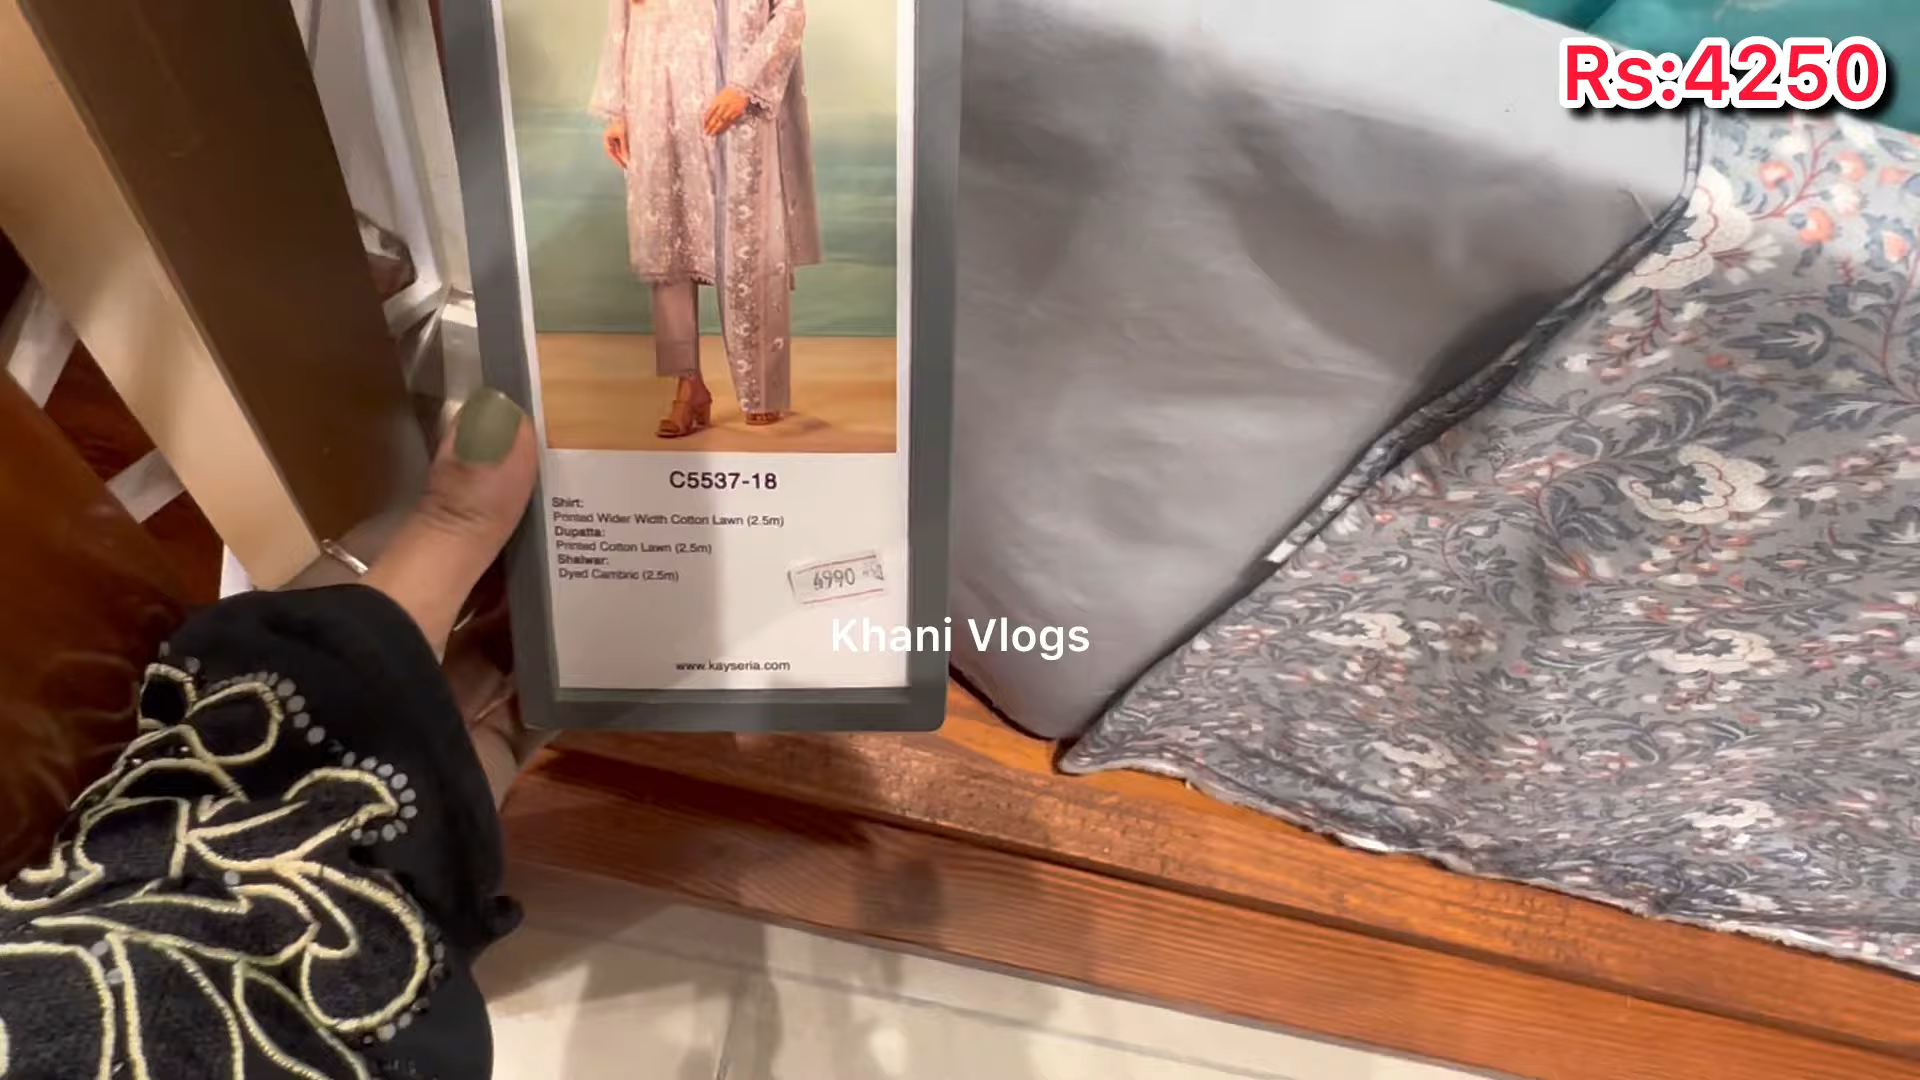 Rs:4250
C5537-18
Shirt:
Printed Wider Width Cotton Lawn (2.5m)
Dupatta:
Printed Cotton Lawn (2.5m)
Shalwar:
Dyed Cambric (2.5m)
4990
Khani Vlogs
www.kayseria.com